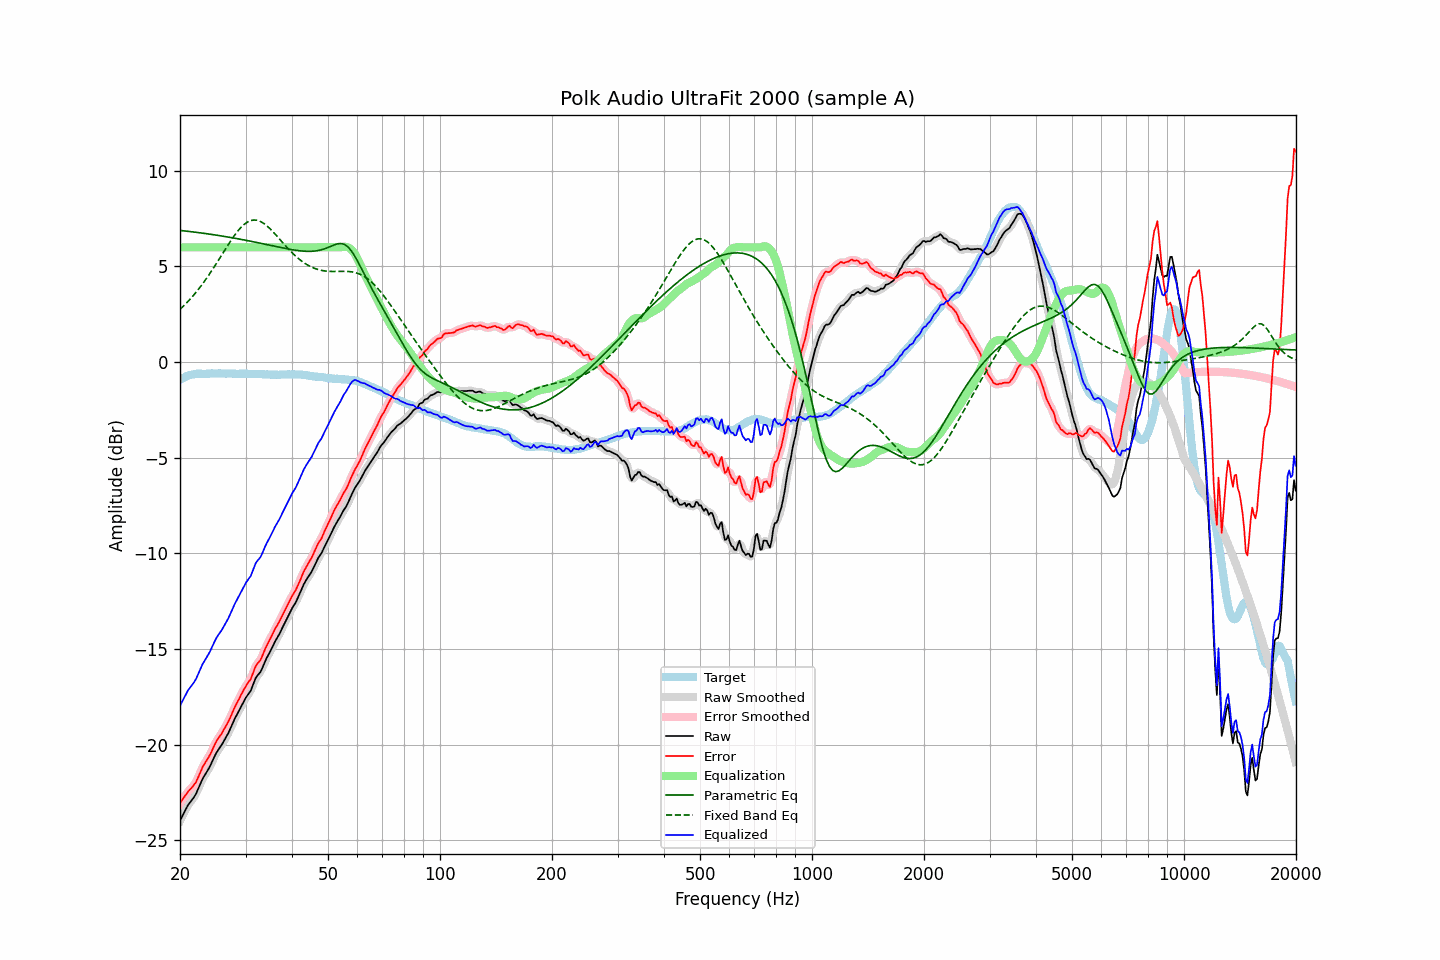 Polk Audio UltraFit 2000 (sample A)
Amplitude (dBr)
10
5
0
−5
−10
−15
−20
−25
Target
Raw Smoothed
Error Smoothed
Raw
Error
Equalization
Parametric Eq
Fixed Band Eq
Equalized
20 50 100 200 500 1000 2000 5000 10000 20000
Frequency (Hz)